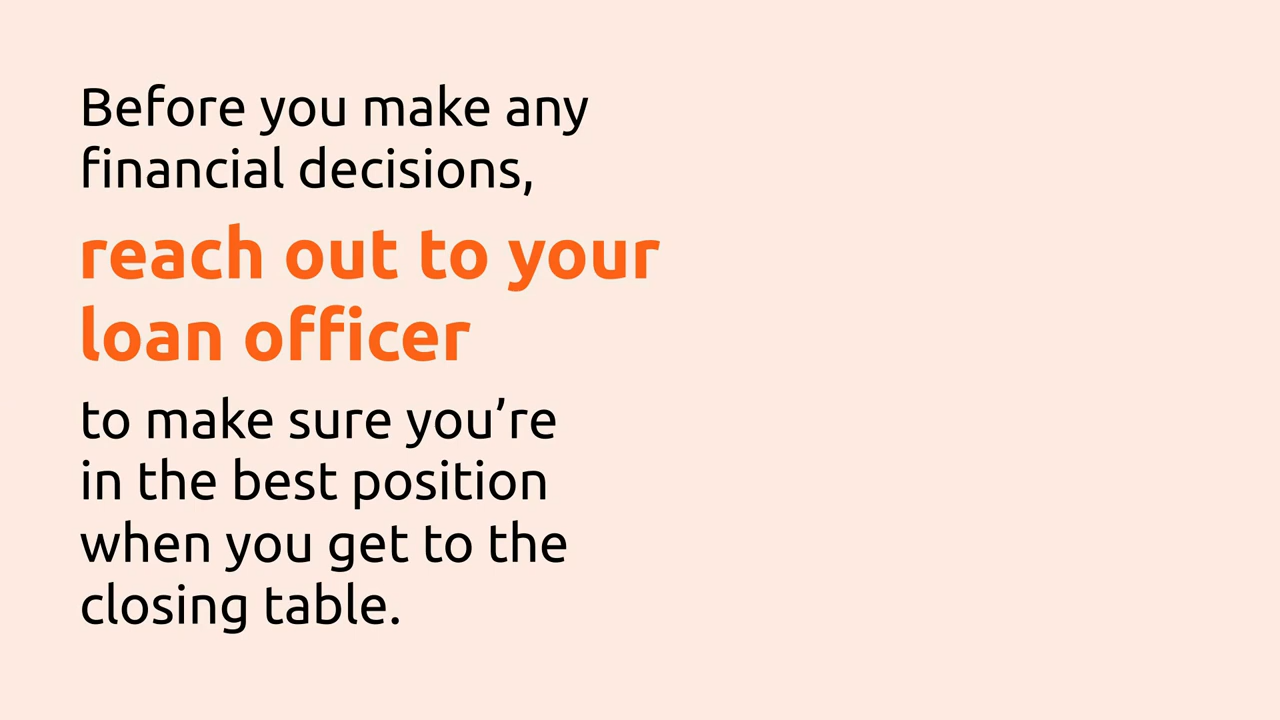 Before you make any
financial decisions,
reach out to your
loan officer
to make sure you’re
in the best position
when you get to the
closing table.